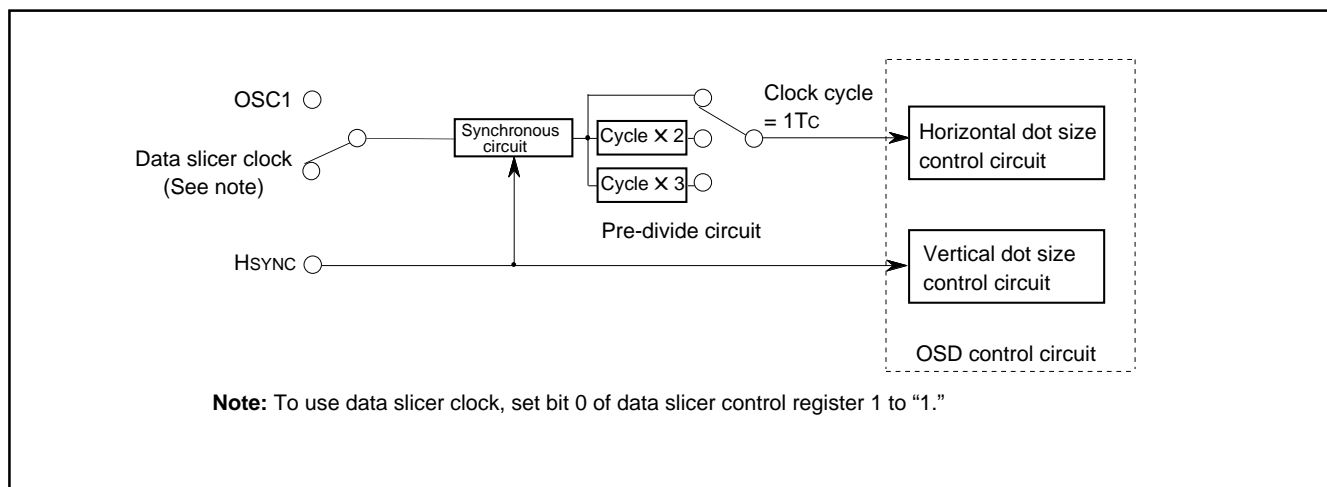 OSC1
Data slicer clock
(See note)
HSYNC
Synchronous
circuit
Cycle × 2
Cycle × 3
Pre-divide circuit
Clock cycle
= 1TC
Horizontal dot size
control circuit
Vertical dot size
control circuit
OSD control circuit
Note: To use data slicer clock, set bit 0 of data slicer control register 1 to “1.”